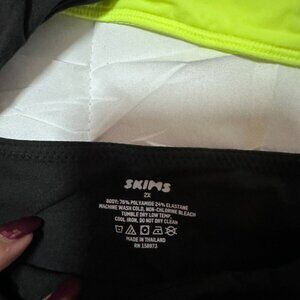 SKIMS
2X
BODY: 76% POLYAMIDE 24% ELASTANE
MACHINE WASH COLD, NON-CHLORINE BLEACH
TUMBLE DRY LOW TEMP,
COOL IRON, DO NOT DRY CLEAN
MADE IN THAILAND
RN 158973